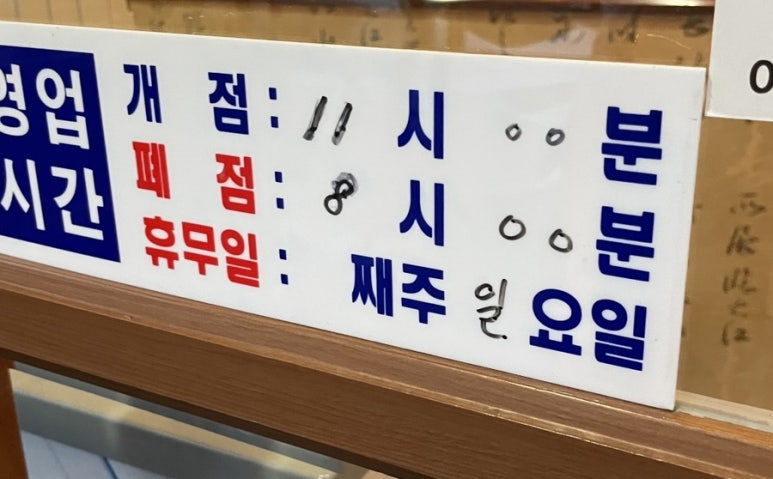 영업시간
개 점: 11 시 00 분
폐 점: 8 시 00 분
휴무일: 째주 일 요일